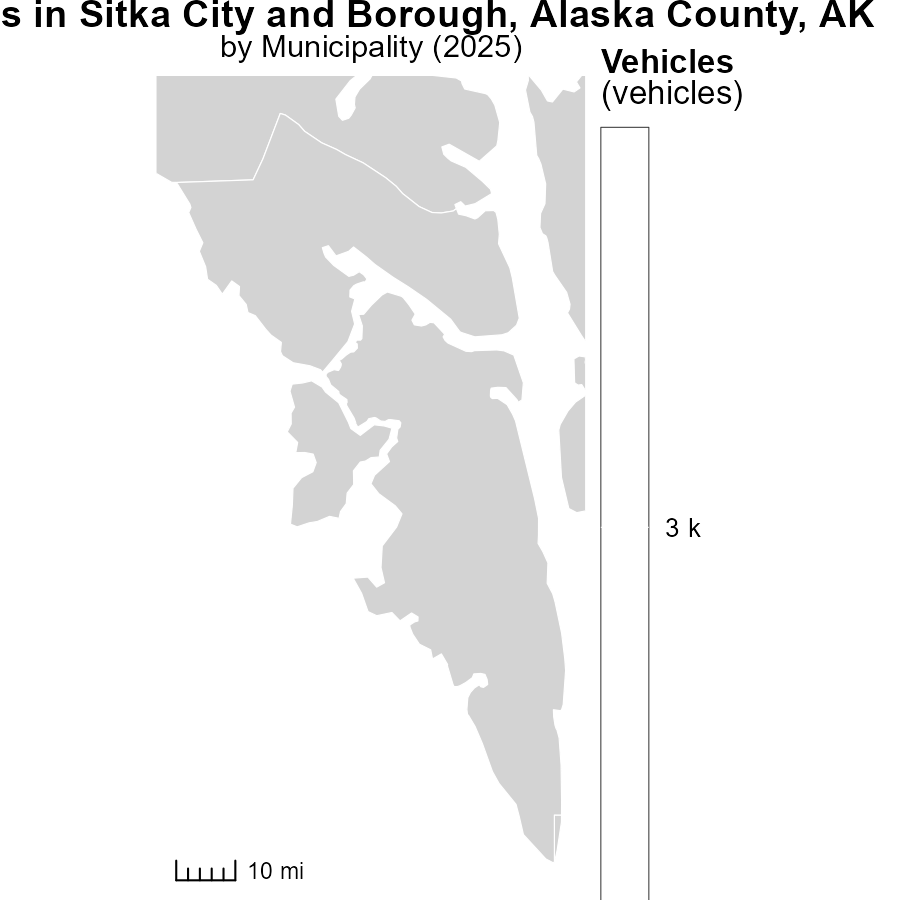 s in Sitka City and Borough, Alaska County, AK
by Municipality (2025)
Vehicles
(vehicles)
3 k
10 mi